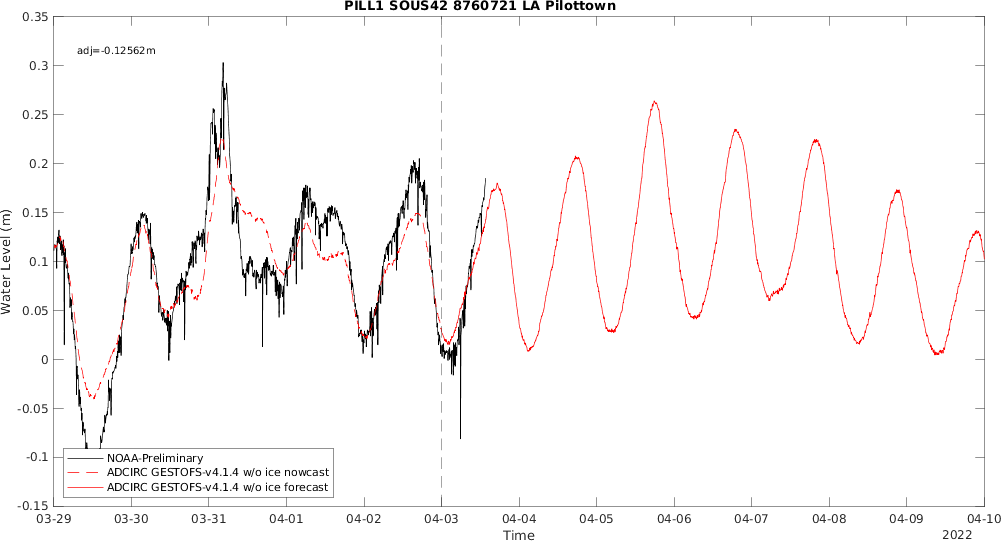 PILL1 SOUS42 8760721 LA Pilottown
adj=-0.12562m
Water Level (m)
0.35
0.3
0.25
0.2
0.15
0.1
0.05
0
-0.05
-0.1
-0.15
NOAA-Preliminary
ADCIRC GESTOFS-v4.1.4 w/o ice nowcast
ADCIRC GESTOFS-v4.1.4 w/o ice forecast
03-29 03-30 03-31 04-01 04-02 04-03 04-04 04-05 04-06 04-07 04-08 04-09 04-10
Time
2022